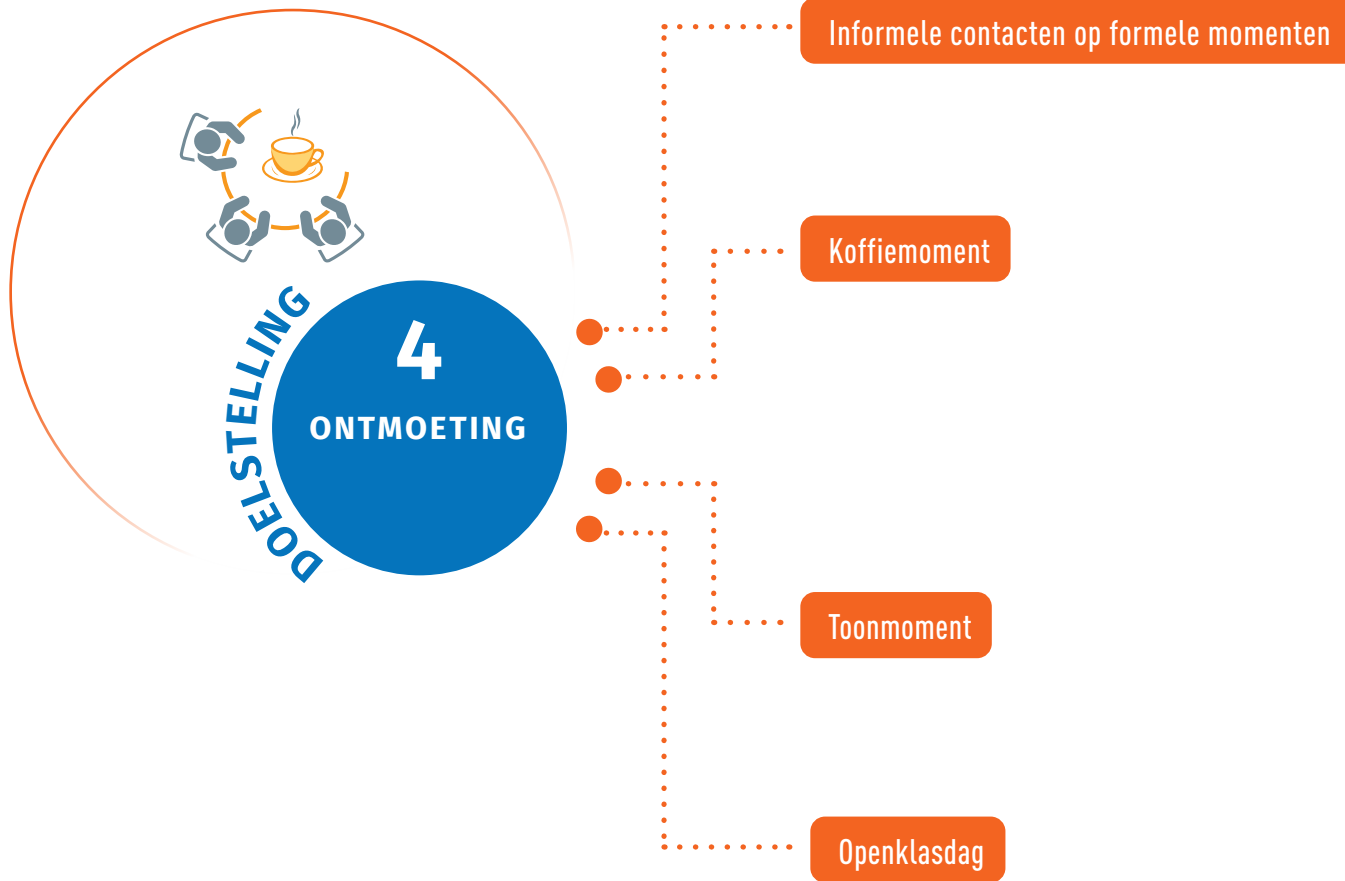 Informele contacten op formele momenten
Koffiemoment
DOELSTELLING
4
ONTMOETING
Toonmoment
Openklasdag